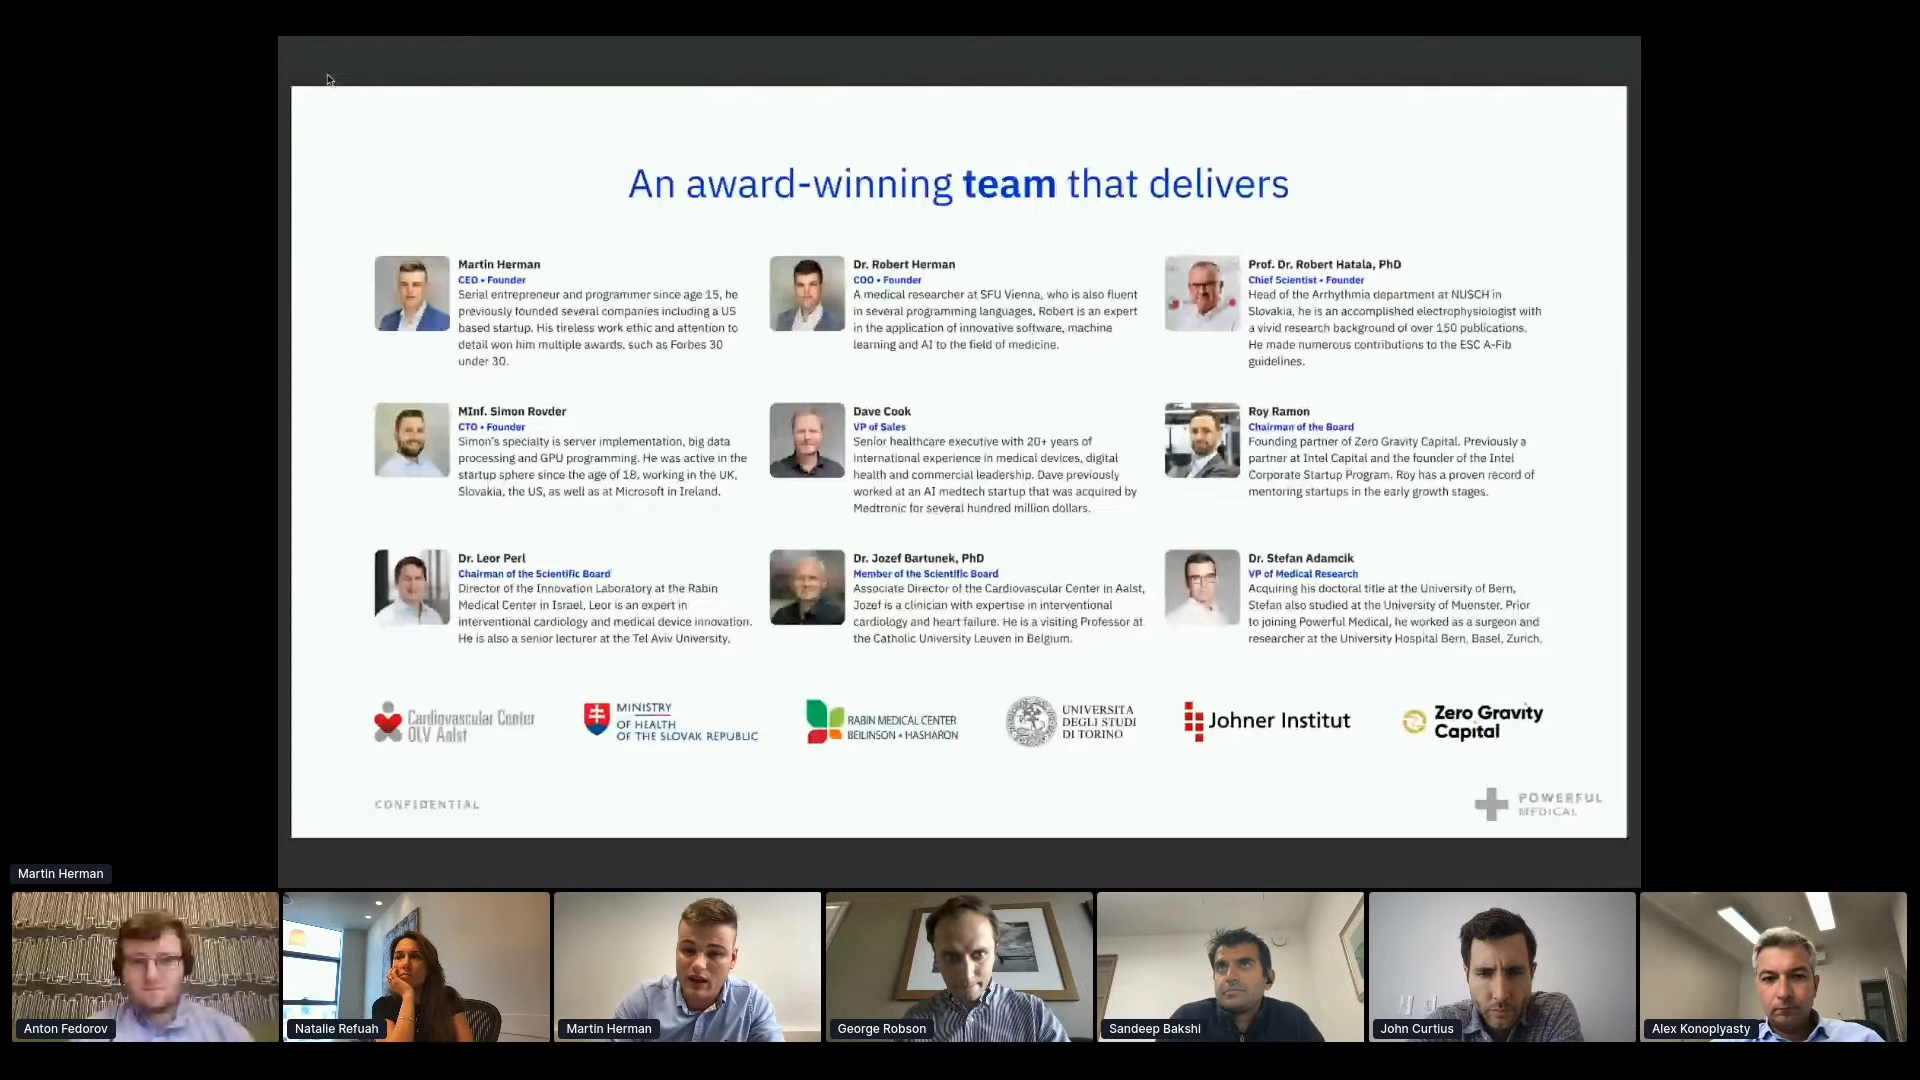 An award-winning team that delivers
Martin Herman
CEO • Founder
Serial entrepreneur and programmer since age 15, he
previously founded several companies including a US
based startup. His tireless work ethic and attention to
detail won him multiple awards, such as Forbes 30
under 30.
Dr. Robert Herman
COO • Founder
A medical researcher at SFU Vienna, who is also fluent
in several programming languages, Robert is an expert
in the application of innovative software, machine
learning and AI to the field of medicine.
Prof. Dr. Robert Hatala, PhD
Chief Scientist • Founder
Head of the Arrhythmia department at NUSCH in
Slovakia, he is an accomplished electrophysiologist with
a vivid research background of over 150 publications.
He made numerous contributions to the ESC A-Fib
guidelines.
MInf. Simon Rovder
CTO • Founder
Simon's specialty is server implementation, big data
processing and GPU programming. He was active in the
startup sphere since the age of 18, working in the UK,
Slovakia, the US, as well as at Microsoft in Ireland.
Dave Cook
VP of Sales
Senior healthcare executive with 20+ years of
international experience in medical devices, digital
health and commercial leadership. Dave previously
worked at an AI medtech startup that was acquired by
Medtronic for several hundred million dollars.
Roy Ramon
Chairman of the Board
Founding partner of Zero Gravity Capital. Previously a
partner at Intel Capital and the founder of the Intel
Corporate Startup Program. Roy has a proven record of
mentoring startups in the early growth stages.
Dr. Leor Perl
Chairman of the Scientific Board
Director of the Innovation Laboratory at the Rabin
Medical Center in Israel, Leor is an expert in
interventional cardiology and medical device innovation.
He is also a senior lecturer at the Tel Aviv University.
Dr. Jozef Bartunek, PhD
Member of the Scientific Board
Associate Director of the Cardiovascular Center in Aalst,
Jozef is a clinician with expertise in interventional
cardiology and heart failure. He is a visiting Professor at
the Catholic University Leuven in Belgium.
Dr. Stefan Adamcik
VP of Medical Research
Acquiring his doctoral title at the University of Bern,
Stefan also studied at the University of Muenster. Prior
to joining Powerful Medical, he worked as a surgeon and
researcher at the University Hospital Bern, Basel, Zurich.
Cardiovascular Center
OLV Aalst
MINISTRY
OF HEALTH
OF THE SLOVAK REPUBLIC
RABIN MEDICAL CENTER
BEILINSON • HASHARON
UNIVERSITA
DEGLI STUDI
DI TORINO
Johner Institut
Zero Gravity
Capital
CONFIDENTIAL
POWERFUL
MEDICAL
Martin Herman
Anton Fedorov
Natalie Refuah
Martin Herman
George Robson
Sandeep Bakshi
John Curtius
Alex Konoplyasty